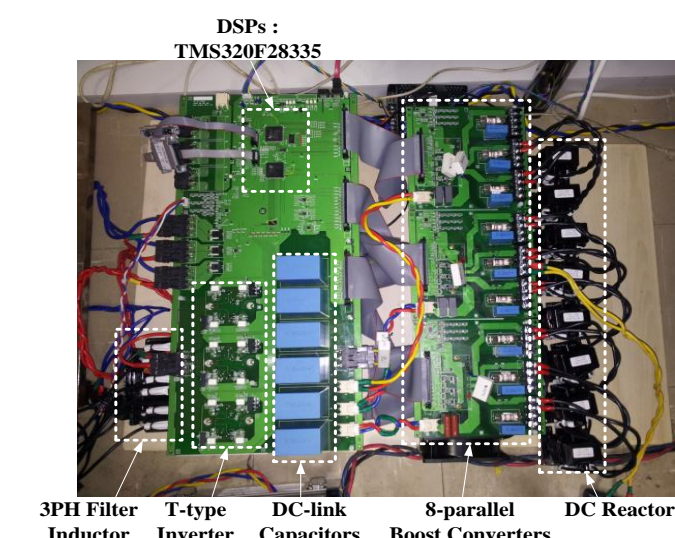 DSPs :
TMS320F28335
3PH Filter T-type DC-link 8-parallel DC Reactor
Inductor Inverter Capacitors Boost Converters